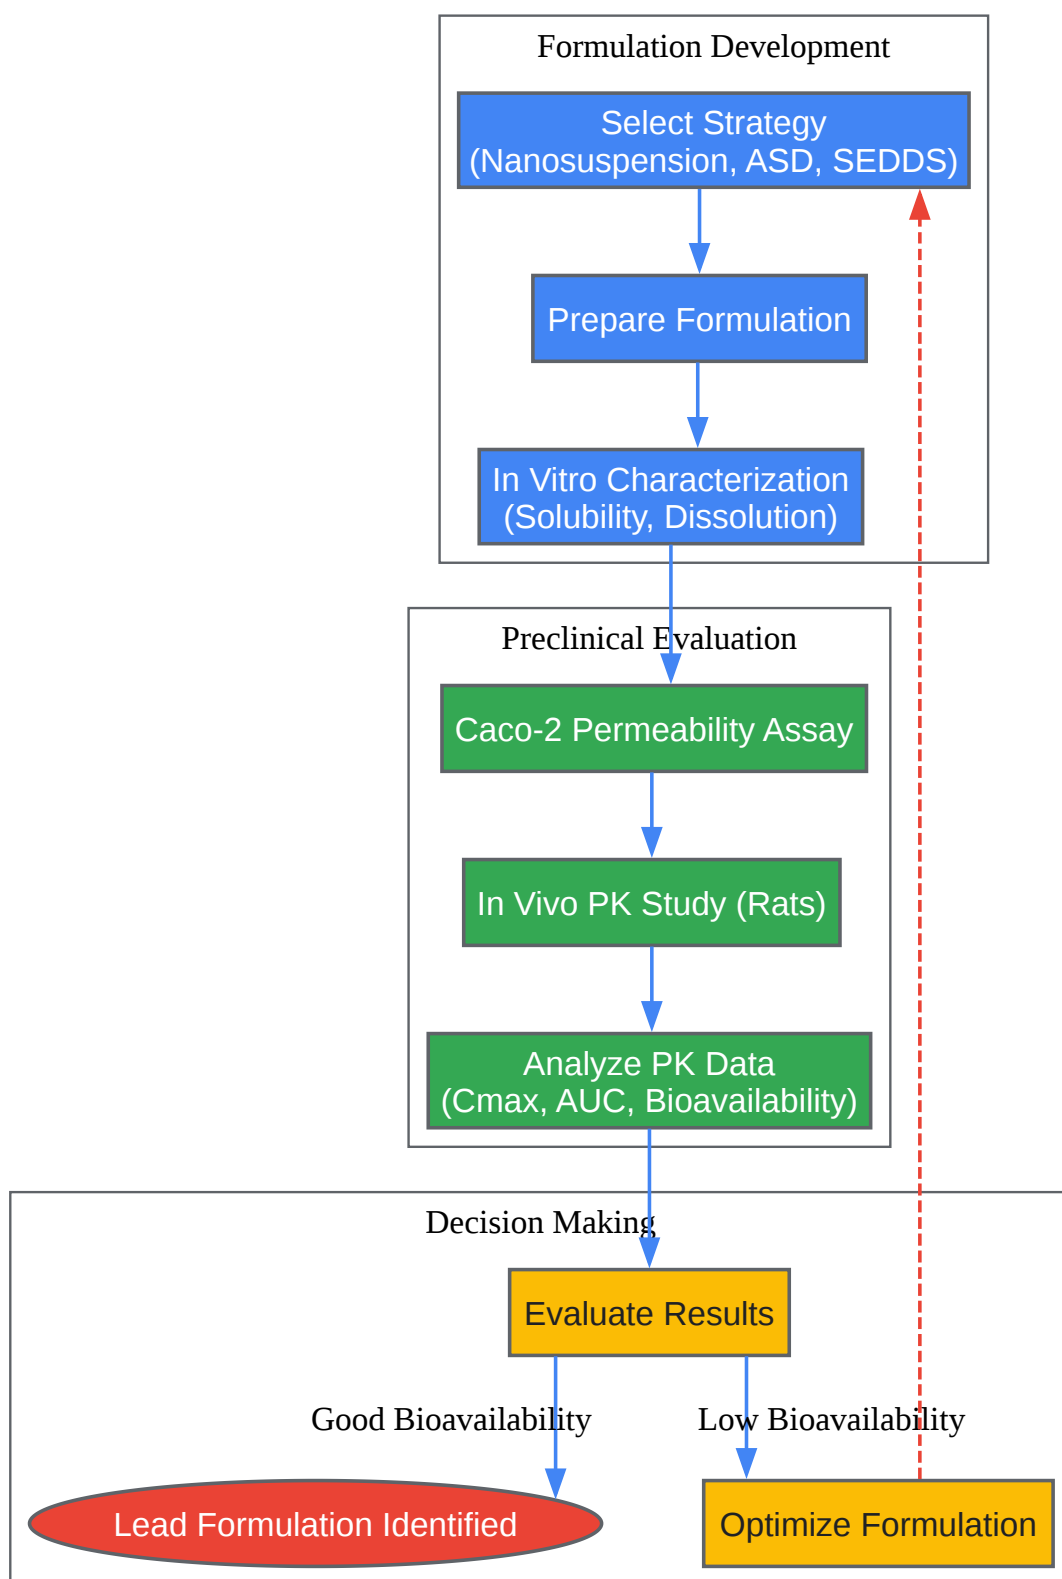 Formulation Development
Select Strategy
(Nanosuspension, ASD, SEDDS)
Prepare Formulation
In Vitro Characterization
(Solubility, Dissolution)
Preclinical Evaluation
Caco-2 Permeability Assay
In Vivo PK Study (Rats)
Analyze PK Data
(Cmax, AUC, Bioavailability)
Decision Making
Evaluate Results
Good Bioavailability
Low Bioavailability
Lead Formulation Identified
Optimize Formulation